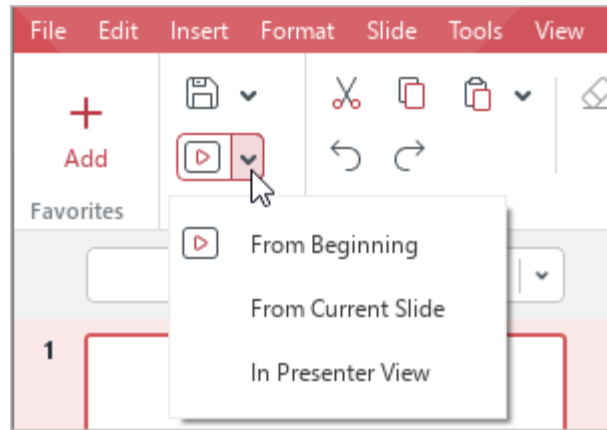 File Edit Insert Format Slide Tools View
Add
Favorites
From Beginning
From Current Slide
In Presenter View
1